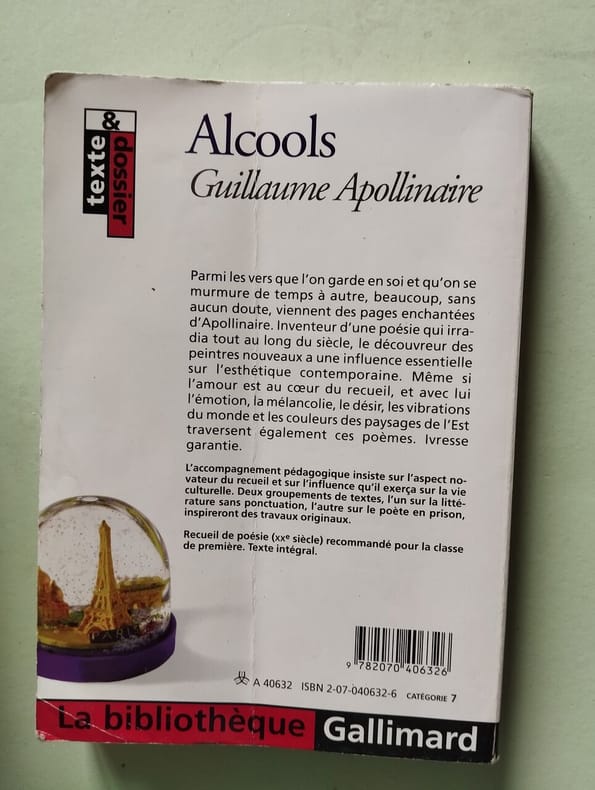 texte
&
dossier
Alcools
Guillaume Apollinaire
Parmi les vers que l'on garde en soi et qu'on se
murmure de temps à autre, beaucoup, sans
aucun doute, viennent des pages enchantées
d'Apollinaire. Inventeur d'une poésie qui irra-
dia tout au long du siècle, le découvreur des
peintres nouveaux a une influence essentielle
sur l'esthétique contemporaine. Même si
l'amour est au cœur du recueil, et avec lui
l'émotion, la mélancolie, le désir, les vibrations
du monde et les couleurs des paysages de l'Est
traversent également ces poèmes. Ivresse
garantie.
L'accompagnement pédagogique insiste sur l'aspect no-
vateur du recueil et sur l'influence qu'il exerça sur la vie
culturelle. Deux groupements de textes, l'un sur la litté-
rature sans ponctuation, l'autre sur le poète en prison,
inspireront des travaux originaux.
Recueil de poésie (XXe siècle) recommandé pour la classe
de première. Texte intégral.
PARIS
9 782070 406326
A 40632 ISBN 2-07-040632-6 CATÉGORIE 7
La bibliothèque Gallimard